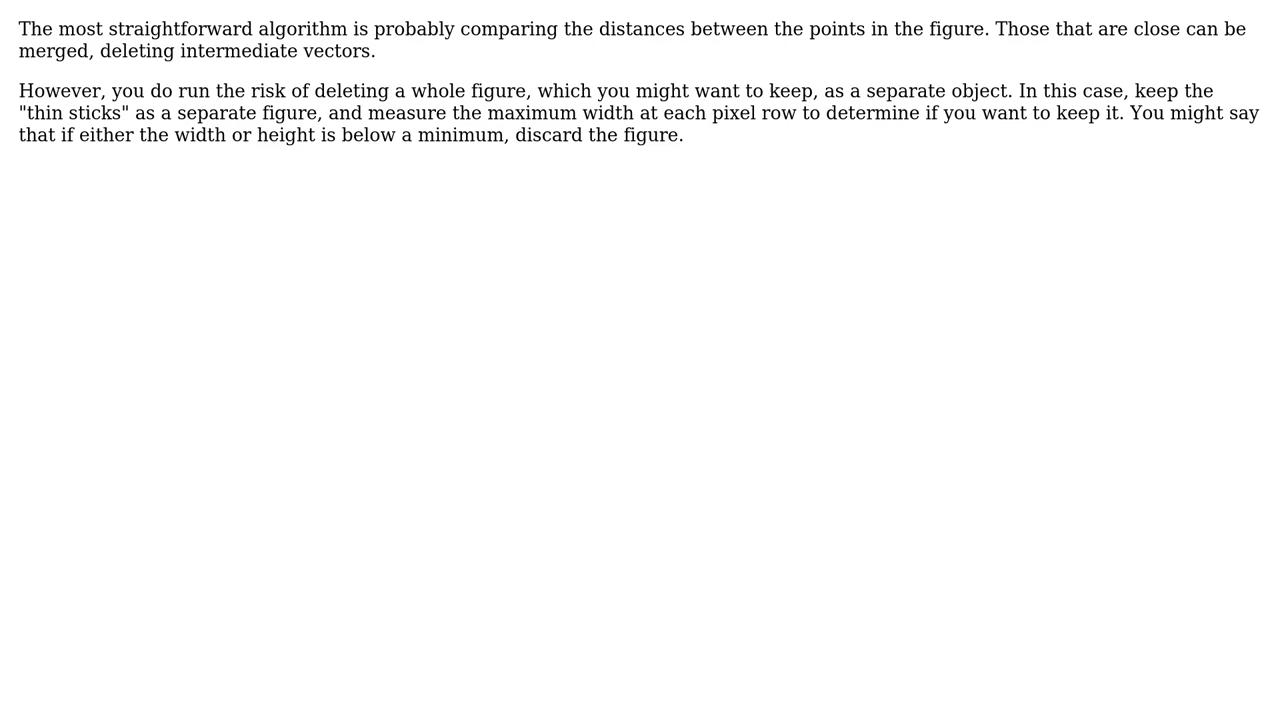 The most straightforward algorithm is probably comparing the distances between the points in the figure. Those that are close can be
merged, deleting intermediate vectors.
However, you do run the risk of deleting a whole figure, which you might want to keep, as a separate object. In this case, keep the
"thin sticks" as a separate figure, and measure the maximum width at each pixel row to determine if you want to keep it. You might say
that if either the width or height is below a minimum, discard the figure.